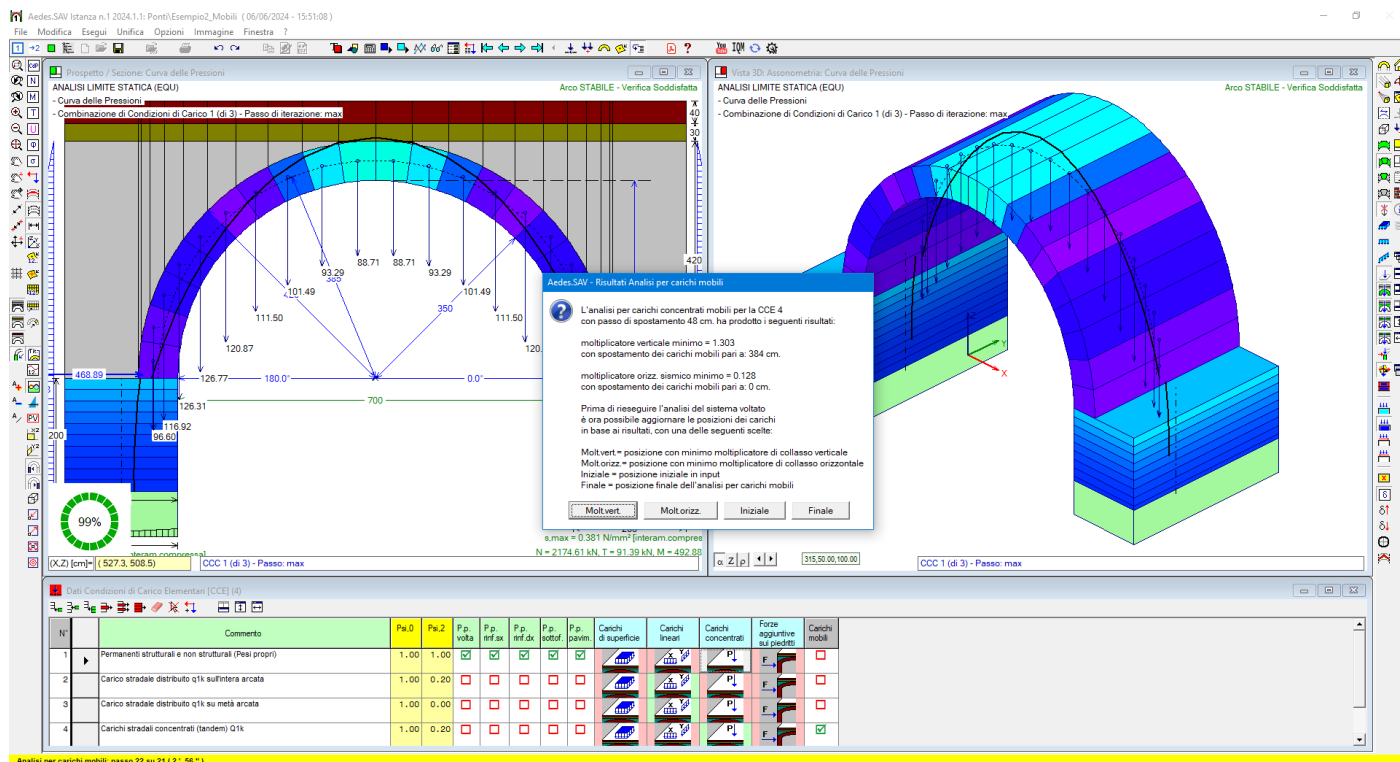 Aedes.SAV Istanza n.1 2024.1.1: Ponti\Esempio2_Mobili ( 06/06/2024 - 15:51:08 )
File Modifica Esegui Unifica Opzioni Immagine Finestra ?
Prospetto / Sezione: Curva delle Pressioni
ANALISI LIMITE STATICA (EQU)
Arco STABILE - Verifica Soddisfatta
- Curva delle Pressioni
- Combinazione di Condizioni di Carico 1 (di 3) - Passo di iterazione: max
40
30
420
88.71 88.71
93.29 93.29
385
101.49 101.49
350
111.50 111.50
120.87 120.
468.89
126.77 180.0° 0.0°
126.31 700
116.92
96.60
200
99%
s.max = 0.381 N/mm² [interam.compres
N = 2174.61 kN, T = 91.39 kN, M = 492.88
(X,Z) [cm]= ( 527.3, 508.5) CCC 1 (di 3) - Passo: max
Vista 3D: Assonometria: Curva delle Pressioni
ANALISI LIMITE STATICA (EQU)
Arco STABILE - Verifica Soddisfatta
- Curva delle Pressioni
- Combinazione di Condizioni di Carico 1 (di 3) - Passo di iterazione: max
Z
Y
X
α Z ρ 315,50.00,100.00 CCC 1 (di 3) - Passo: max
Aedes.SAV - Risultati Analisi per carichi mobili
L'analisi per carichi concentrati mobili per la CCE 4
con passo di spostamento 48 cm. ha prodotto i seguenti risultati:
moltiplicatore verticale minimo = 1.303
con spostamento dei carichi mobili pari a: 384 cm.
moltiplicatore orizz. sismico minimo = 0.128
con spostamento dei carichi mobili pari a: 0 cm.
Prima di rieseguire l'analisi del sistema voltato
è ora possibile aggiornare le posizioni dei carichi
in base ai risultati, con una delle seguenti scelte:
Molt.vert.= posizione con minimo moltiplicatore di collasso verticale
Molt.orizz.= posizione con minimo moltiplicatore di collasso orizzontale
Iniziale = posizione iniziale in input
Finale = posizione finale dell'analisi per carichi mobili
Molt.vert. Molt.orizz. Iniziale Finale
Dati Condizioni di Carico Elementari [CCE] (4)
N° Commento Psi,0 Psi,2 P.p. volta P.p. rinf.sx P.p. rinf.dx P.p. sottof. P.p. pavim. Carichi di superficie Carichi lineari Carichi concentrati Forze aggiuntive sui piedritti Carichi mobili
1 Permanenti strutturali e non strutturali (Pesi propri) 1.00 1.00
2 Carico stradale distribuito q1k sull'intera arcata 1.00 0.20
3 Carico stradale distribuito q1k su metà arcata 1.00 0.00
4 Carichi stradali concentrati (tandem) Q1k 1.00 0.20
Analisi per carichi mobili: passo 22 su 21 ( 2 ', 56 '' )